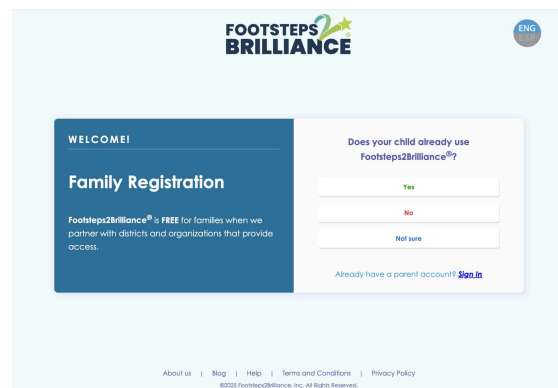 FOOTSTEPS2
BRILLIANCE®
ENG
ESP
WELCOME!
Family Registration
Footsteps2Brilliance® is FREE for families when we
partner with districts and organizations that provide
access.
Does your child already use
Footsteps2Brilliance®?
Yes
No
Not sure
Already have a parent account? Sign in
About us | Blog | Help | Terms and Conditions | Privacy Policy
©2025 Footsteps2Brilliance, Inc. All Rights Reserved.